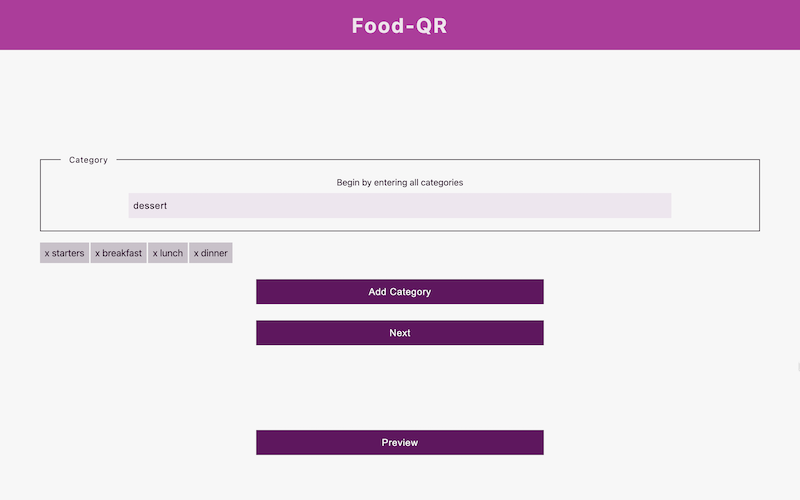 Food-QR
Category
Begin by entering all categories
dessert
x starters x breakfast x lunch x dinner
Add Category
Next
Preview